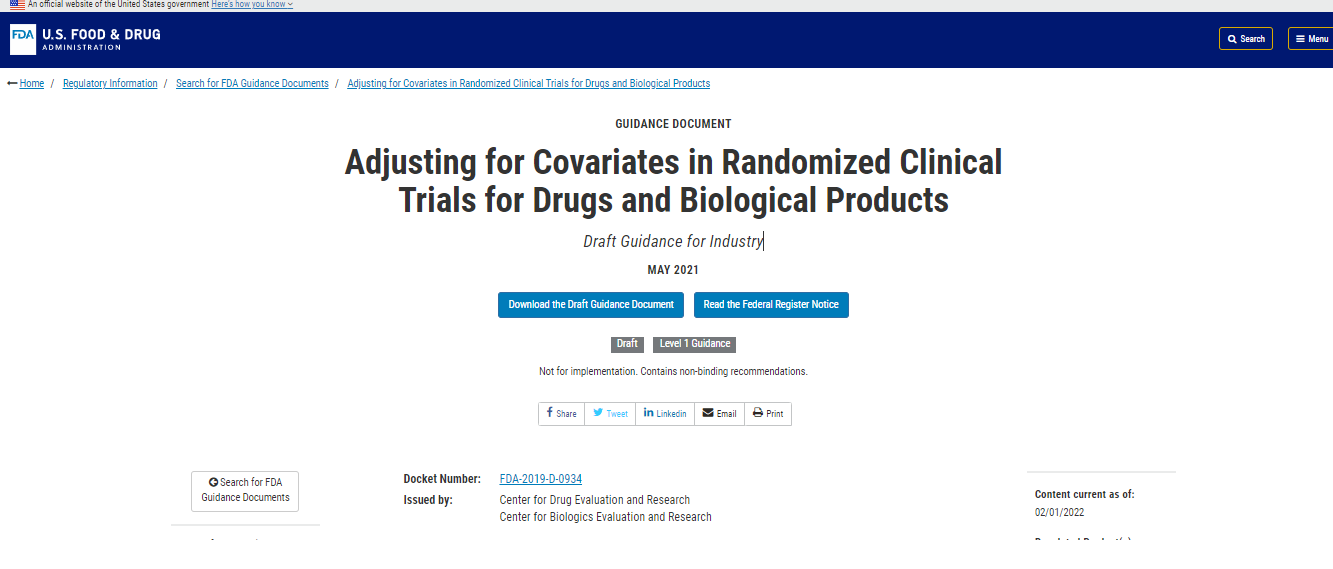 An official website of the United States government Here's how you know
FDA U.S. FOOD & DRUG
ADMINISTRATION
Search
Menu
Home / Regulatory Information / Search for FDA Guidance Documents / Adjusting for Covariates in Randomized Clinical Trials for Drugs and Biological Products
GUIDANCE DOCUMENT
Adjusting for Covariates in Randomized Clinical
Trials for Drugs and Biological Products
Draft Guidance for Industry
MAY 2021
Download the Draft Guidance Document
Read the Federal Register Notice
Draft
Level 1 Guidance
Not for implementation. Contains non-binding recommendations.
Share
Tweet
Linkedin
Email
Print
Search for FDA
Guidance Documents
Docket Number: FDA-2019-D-0934
Issued by: Center for Drug Evaluation and Research
Center for Biologics Evaluation and Research
Content current as of:
02/01/2022